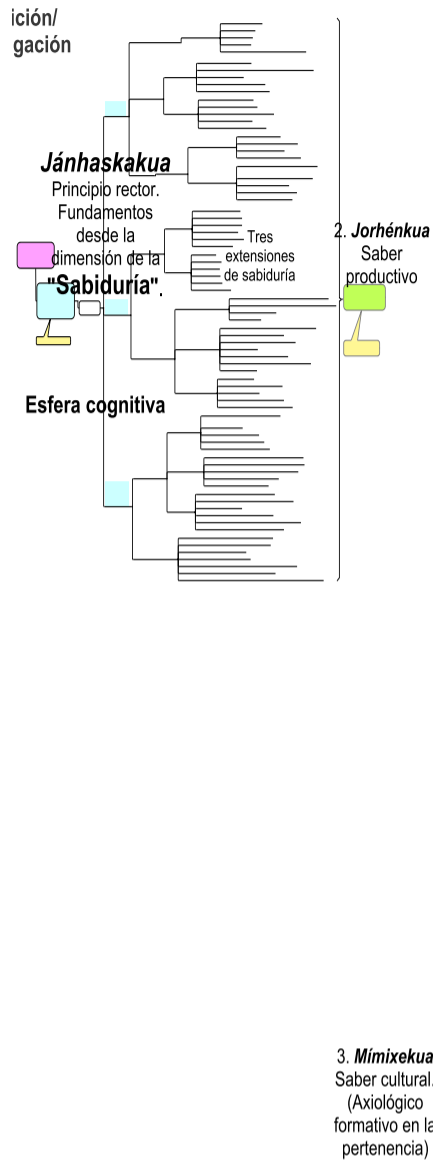 ición/
gación
Jánhaskakua
Principio rector.
Fundamentos
desde la
dimensión de la
"Sabiduría".
Tres
extensiones
de sabiduría
2. Jorhénkua
Saber
productivo
Esfera cognitiva
3. Mímixekua
Saber cultural.
(Axiológico
formativo en la
pertenencia)